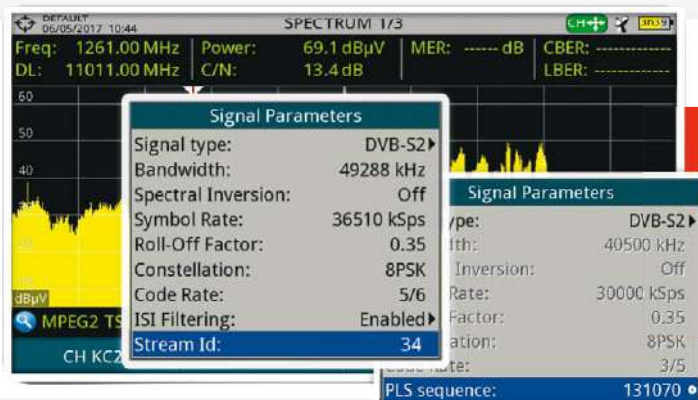 DEFAULT
06/05/2017 10:44
SPECTRUM 1/3
CH
3h39
Freq: 1261.00 MHz Power: 69.1 dBµV MER: ------ dB CBER: -------------
DL: 11011.00 MHz C/N: 13.4 dB LBER: -------------
60
50
40
dBµV
MPEG2 TS
CH KC2
Signal Parameters
Signal type: DVB-S2
Bandwidth: 49288 kHz
Spectral Inversion: Off
Symbol Rate: 36510 kSps
Roll-Off Factor: 0.35
Constellation: 8PSK
Code Rate: 5/6
ISI Filtering: Enabled
Stream Id: 34
Signal Parameters
ype: DVB-S2
dth: 40500 kHz
Inversion: Off
Rate: 30000 kSps
Factor: 0.35
ation: 8PSK
Rate: 3/5
PLS sequence: 131070